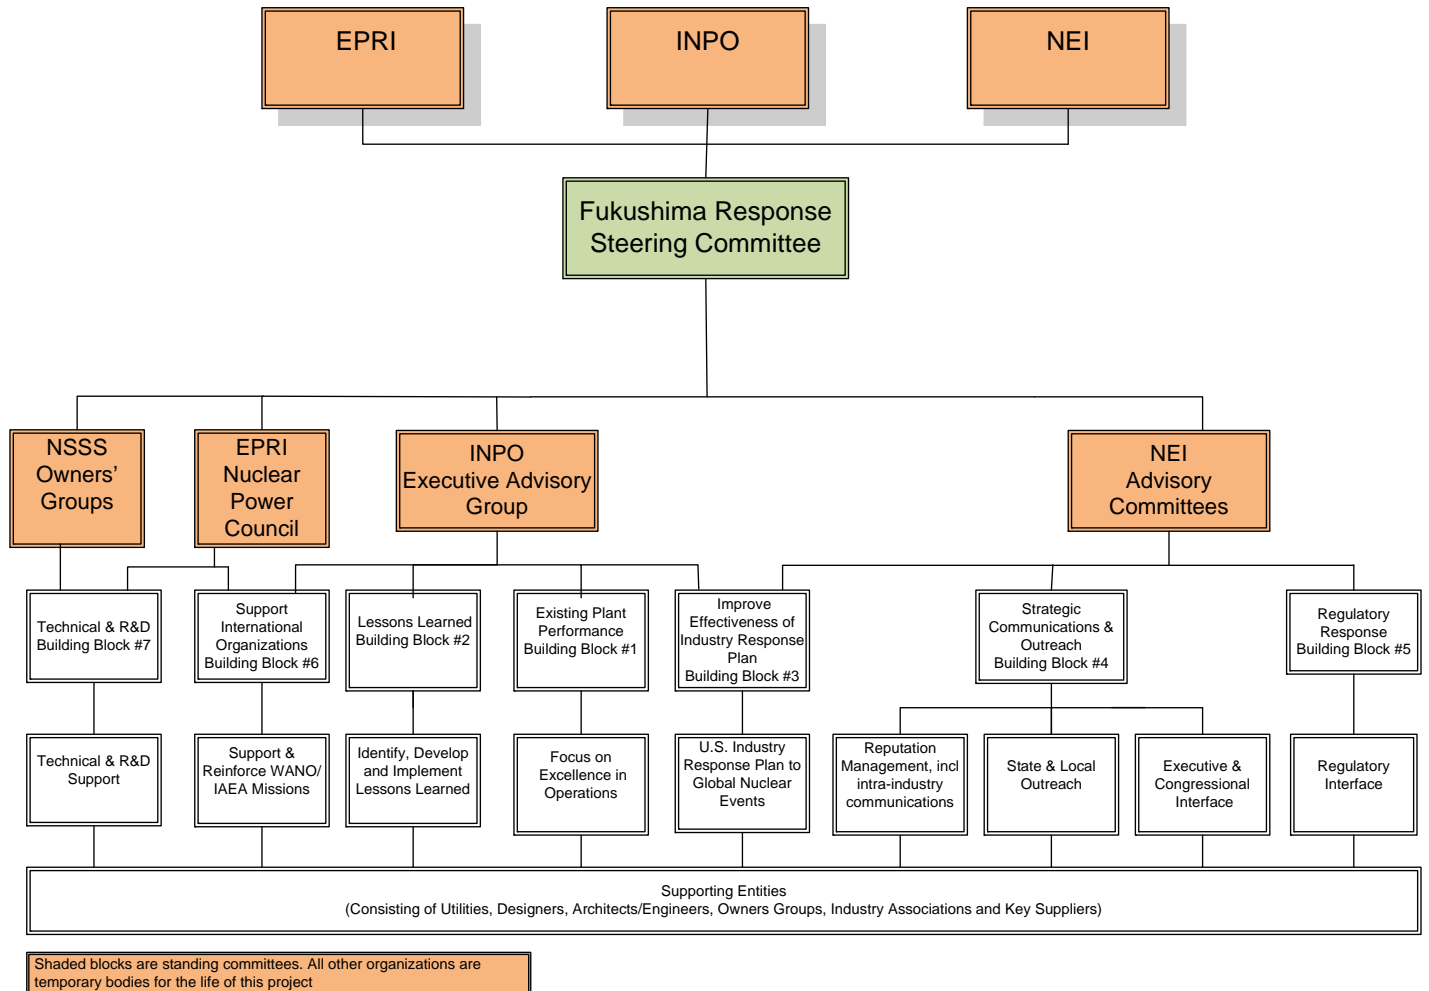 EPRI
INPO
NEI
Fukushima Response
Steering Committee
NSSS
Owners’
Groups
EPRI
Nuclear
Power
Council
INPO
Executive Advisory
Group
NEI
Advisory
Committees
Technical & R&D
Building Block #7
Support
International
Organizations
Building Block #6
Lessons Learned
Building Block #2
Existing Plant
Performance
Building Block #1
Improve
Effectiveness of
Industry Response
Plan
Building Block #3
Strategic
Communications &
Outreach
Building Block #4
Regulatory
Response
Building Block #5
Technical & R&D
Support
Support &
Reinforce WANO/
IAEA Missions
Identify, Develop
and Implement
Lessons Learned
Focus on
Excellence in
Operations
U.S. Industry
Response Plan to
Global Nuclear
Events
Reputation
Management, incl
intra-industry
communications
State & Local
Outreach
Executive &
Congressional
Interface
Regulatory
Interface
Supporting Entities
(Consisting of Utilities, Designers, Architects/Engineers, Owners Groups, Industry Associations and Key Suppliers)
Shaded blocks are standing committees. All other organizations are
temporary bodies for the life of this project